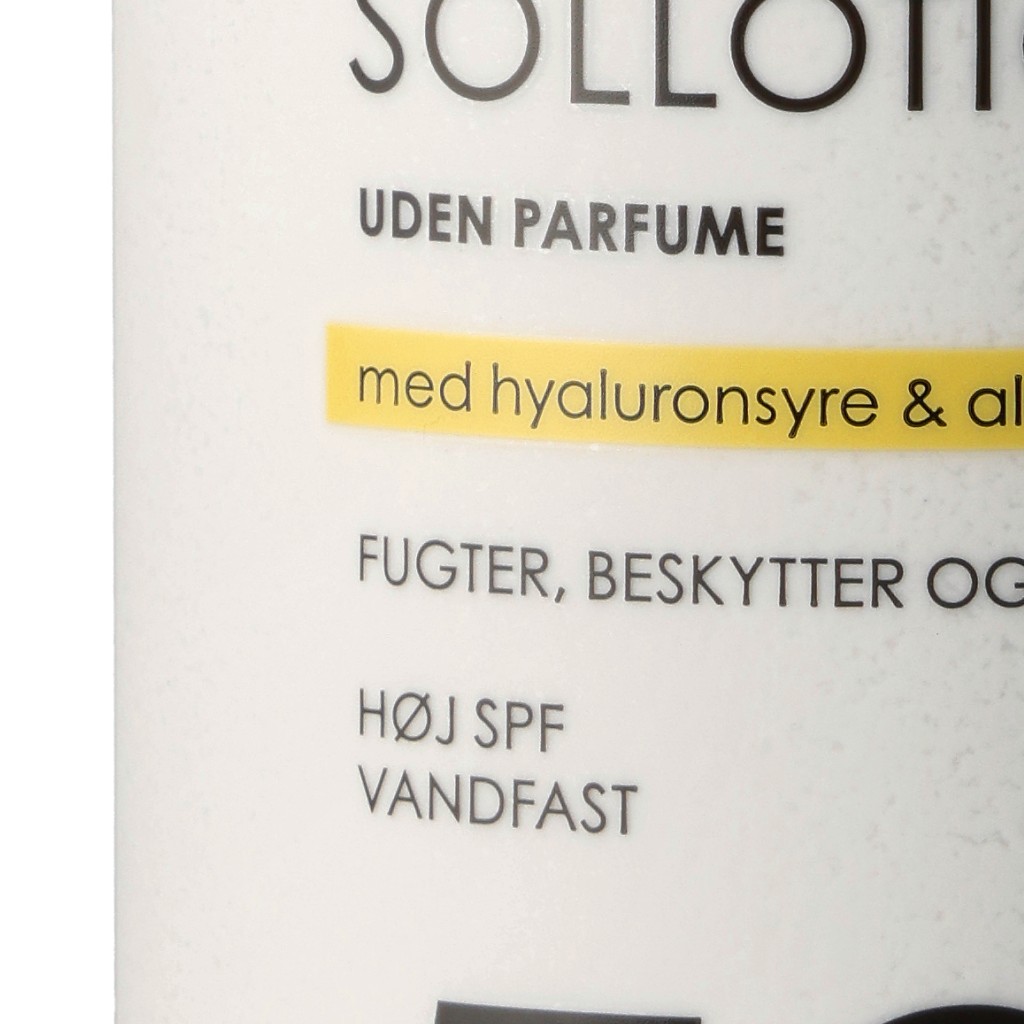 UDEN PARFUME
med hyaluronsyre &
FUGTER, BESKYTTER OG
HØJ SPF
VANDFAST